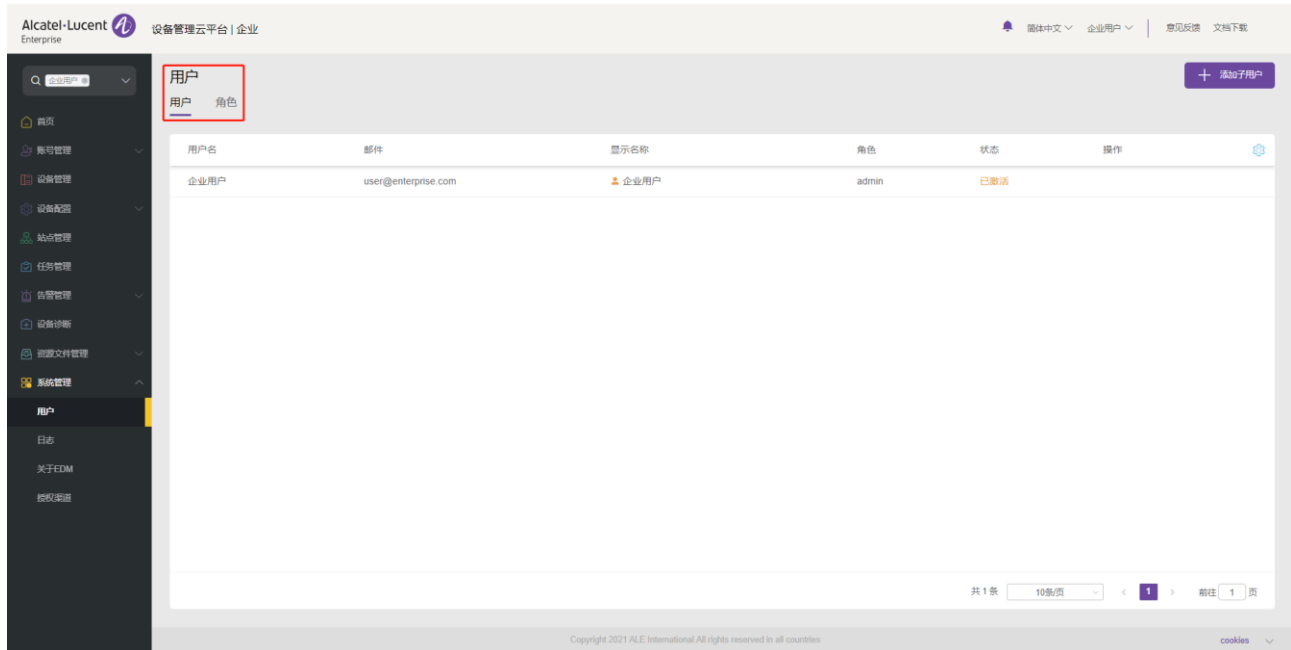 Alcatel·Lucent
Enterprise
设备管理云平台 | 企业
简体中文
企业用户
意见反馈
文档下载
企业用户
首页
账号管理
设备管理
设备配置
站点管理
任务管理
告警管理
设备诊断
资源文件管理
系统管理
用户
日志
关于EDM
授权渠道
用户
用户 角色
添加子用户
用户名 邮件 显示名称 角色 状态 操作
企业用户 user@enterprise.com 企业用户 admin 已激活
共 1 条 10条/页 1 前往 1 页
Copyright 2021 ALE International.All rights reserved in all countries
cookies